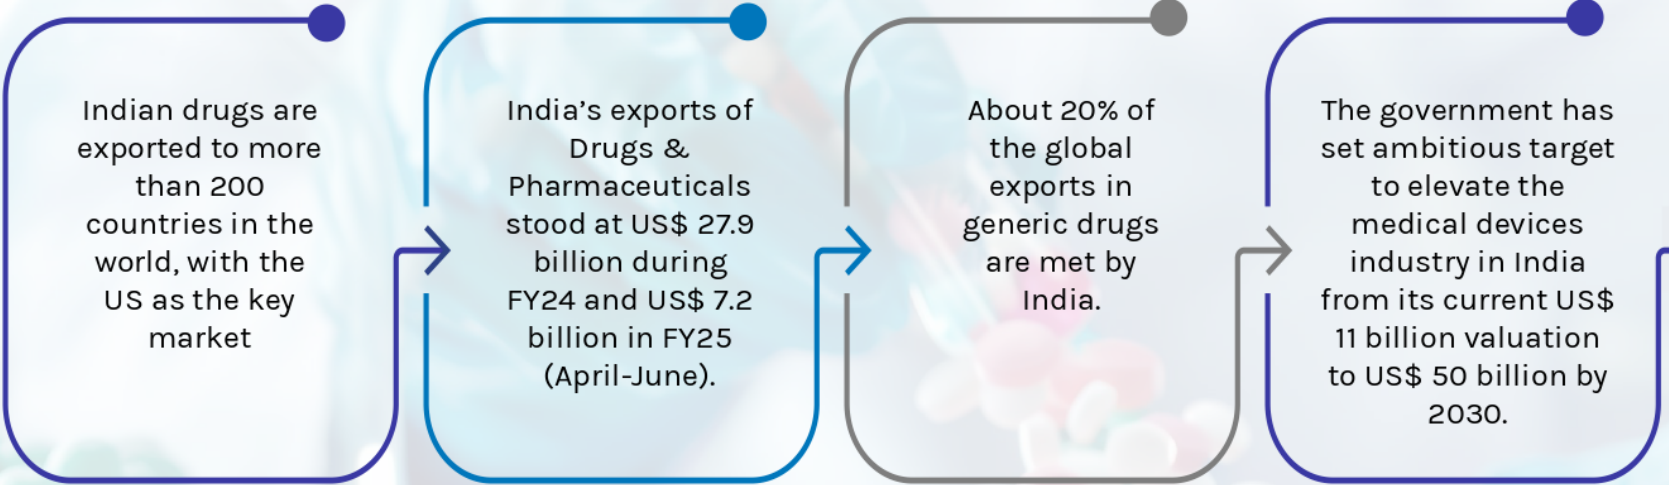 Indian drugs are
exported to more
than 200
countries in the
world, with the
US as the key
market
India’s exports of
Drugs &
Pharmaceuticals
stood at US$ 27.9
billion during
FY24 and US$ 7.2
billion in FY25
(April-June).
About 20% of
the global
exports in
generic drugs
are met by
India.
The government has
set ambitious target
to elevate the
medical devices
industry in India
from its current US$
11 billion valuation
to US$ 50 billion by
2030.